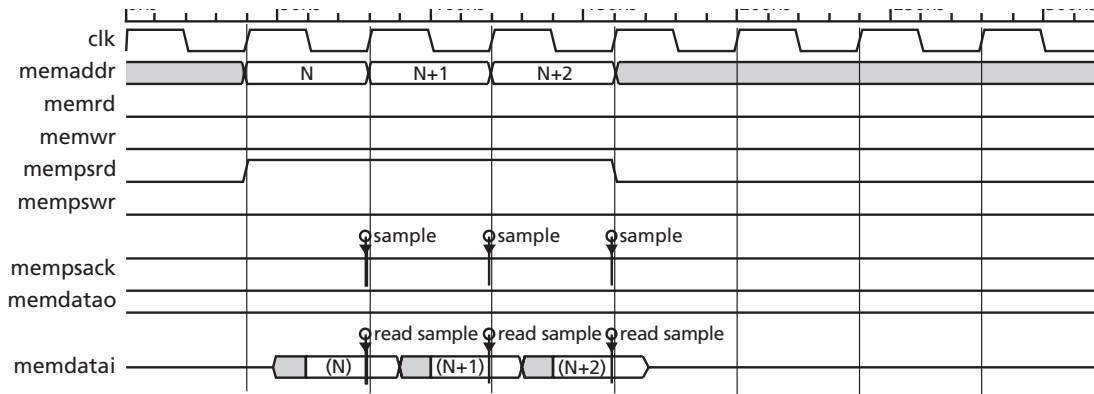 clk
memaddr N N+1 N+2
memrd
memwr
mempsrd
mempswr
sample sample sample
mempsack
memdatao
read sample read sample read sample
memdatai (N) (N+1) (N+2)